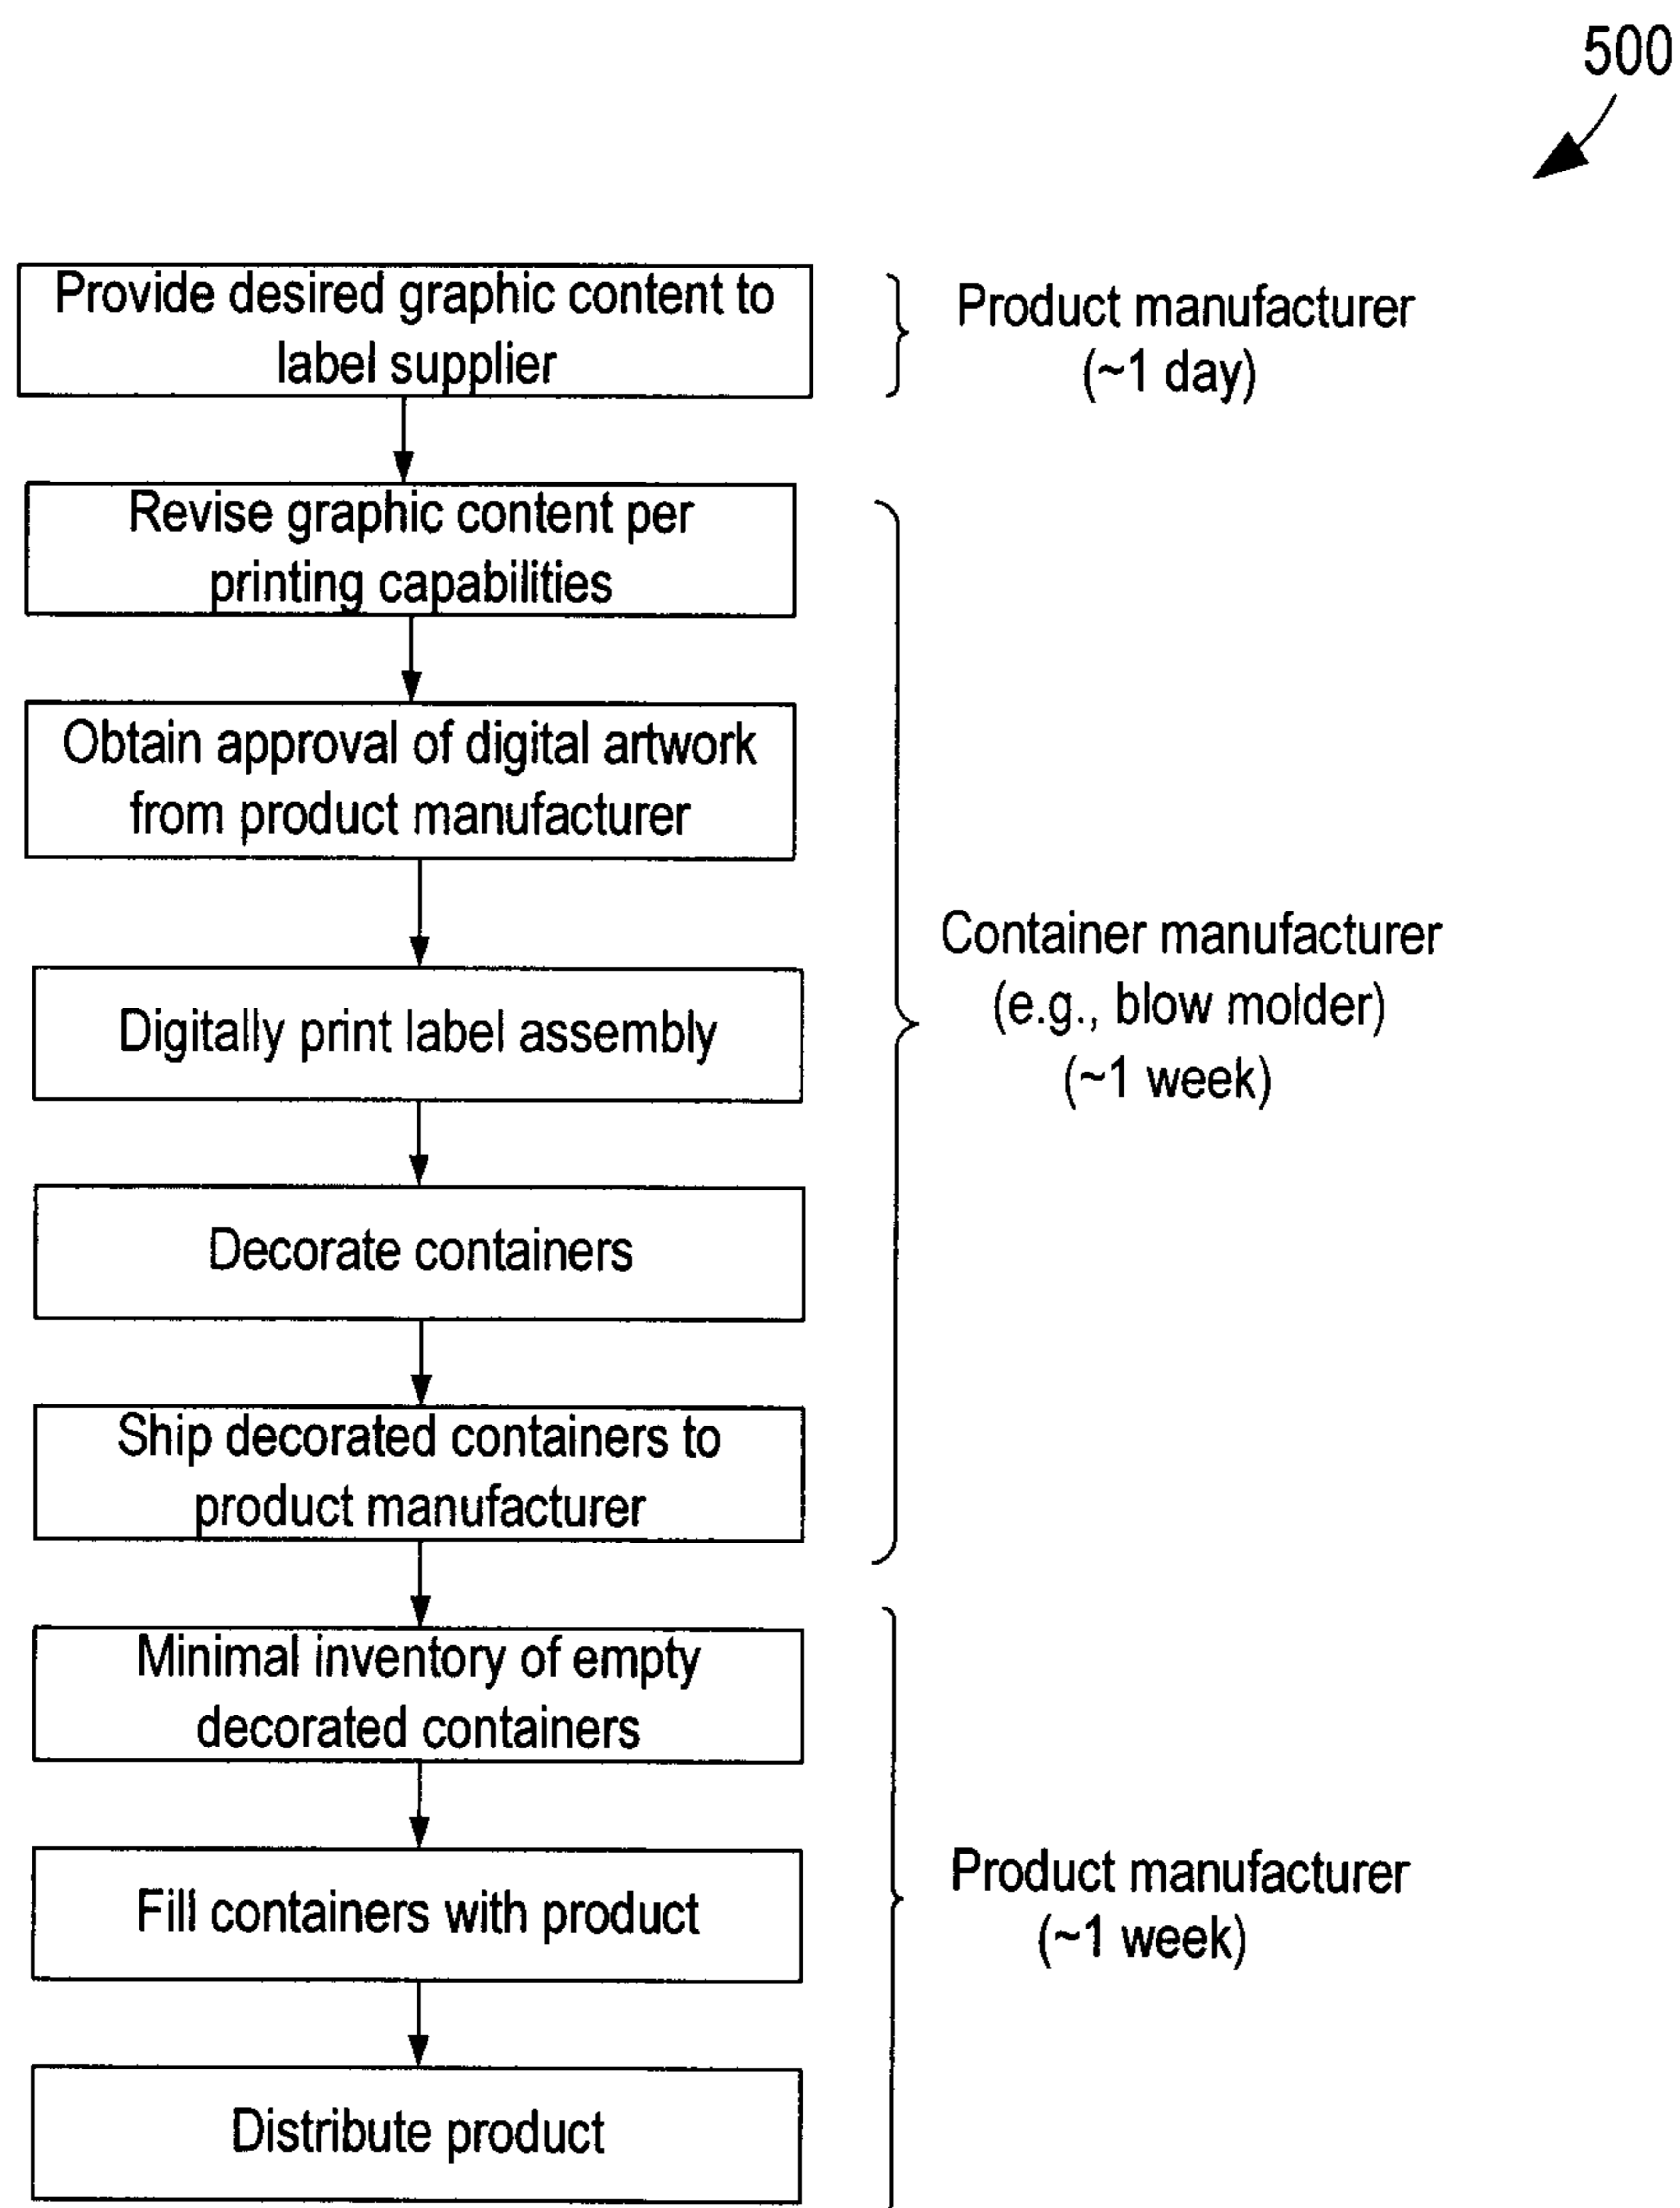 500
Provide desired graphic content to
label supplier
Product manufacturer
(~1 day)
Revise graphic content per
printing capabilities
Obtain approval of digital artwork
from product manufacturer
Digitally print label assembly
Container manufacturer
(e.g., blow molder)
(~1 week)
Decorate containers
Ship decorated containers to
product manufacturer
Minimal inventory of empty
decorated containers
Fill containers with product
Product manufacturer
(~1 week)
Distribute product